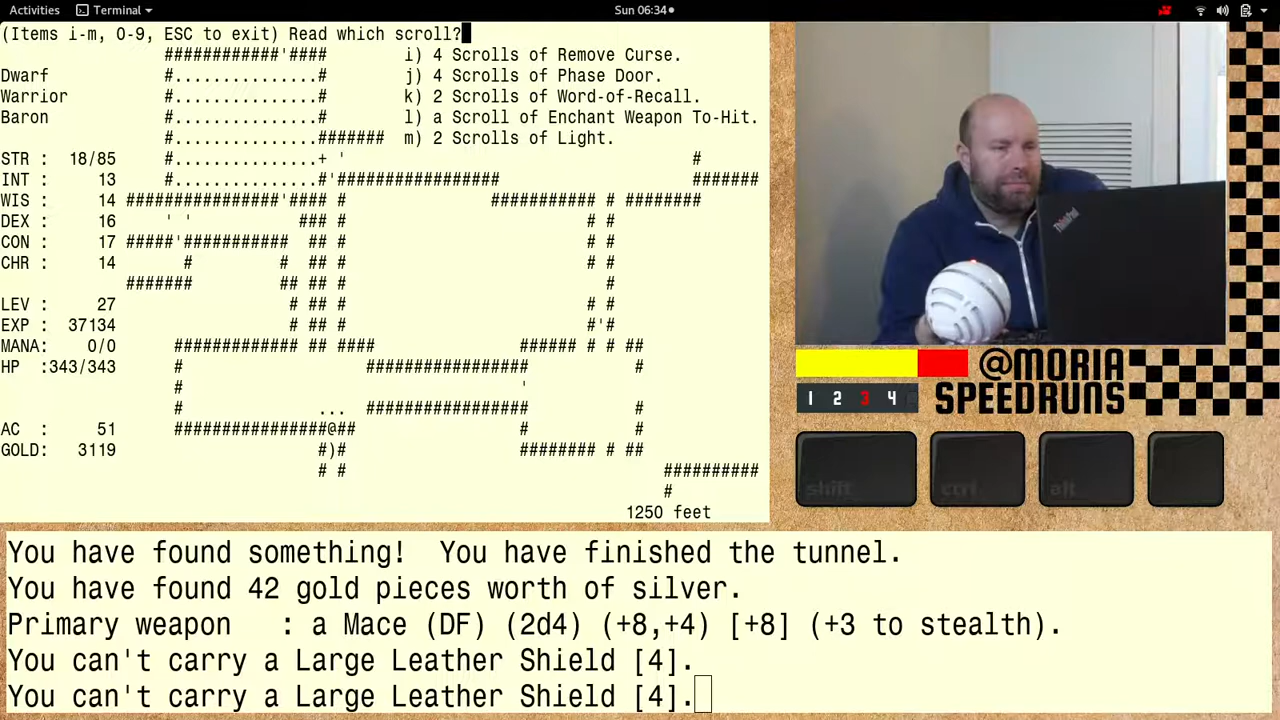 Activities Terminal Sun 06:34
(Items i-m, 0-9, ESC to exit) Read which scroll?
############'#### i) 4 Scrolls of Remove Curse.
Dwarf #...............# j) 4 Scrolls of Phase Door.
Warrior #...............# k) 2 Scrolls of Word-of-Recall.
Baron #...............# l) a Scroll of Enchant Weapon To-Hit.
#...............####### m) 2 Scrolls of Light.
STR : 18/85 #...............+ ' #
INT : 13 #...............#'################# #######
WIS : 14 ################'#### # ########### # ########
DEX : 16 ' ' ### # # #
CON : 17 #####'########### ## # # #
CHR : 14 # # ## # # #
####### ## ## # #
LEV : 27 # ## # # #
EXP : 37134 # ## # #'#
MANA: 0/0 ############# ## #### ###### # # ##
HP :343/343 # ################# #
# '
# ... ################# #
AC : 51 ################@## # #
GOLD: 3119 #)# ######## # ##
# # ##########
#
1250 feet
ThinkPad
@MORIA
1 2 3 4
SPEEDRUNS
shift ctrl alt
You have found something! You have finished the tunnel.
You have found 42 gold pieces worth of silver.
Primary weapon : a Mace (DF) (2d4) (+8,+4) [+8] (+3 to stealth).
You can't carry a Large Leather Shield [4].
You can't carry a Large Leather Shield [4].